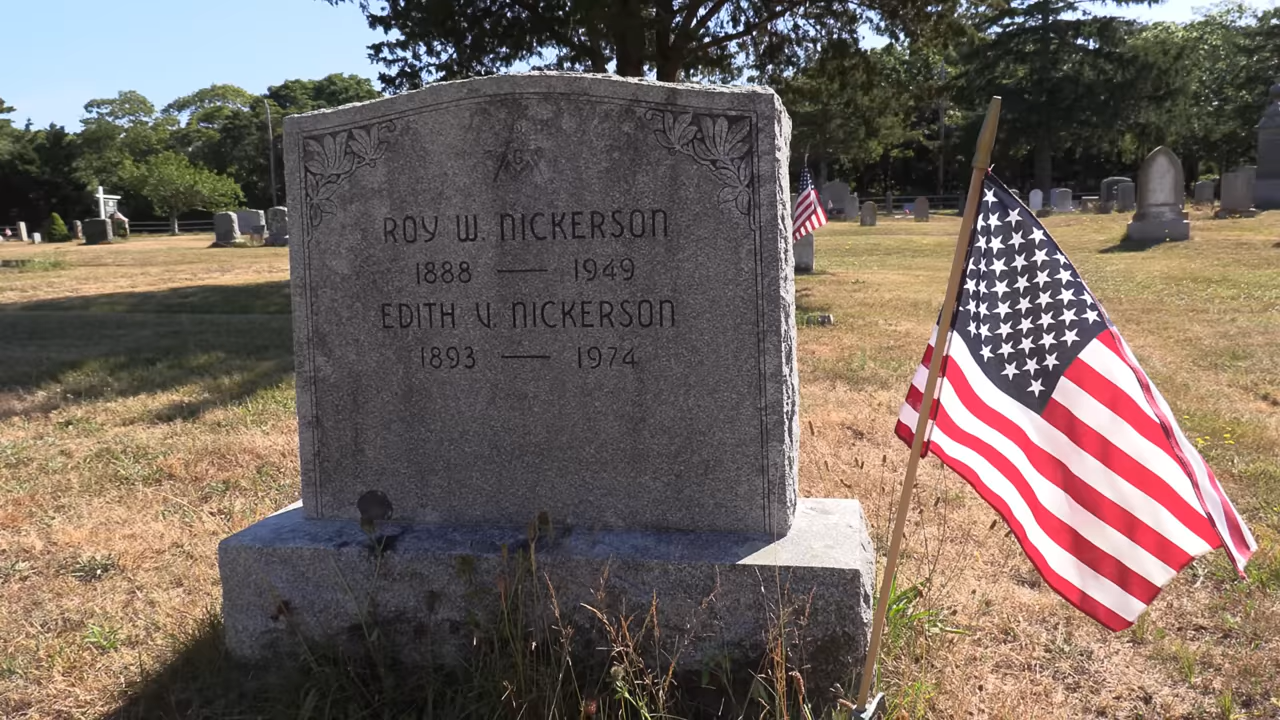 G
ROY W. NICKERSON
1888 — 1949
EDITH V. NICKERSON
1893 — 1974